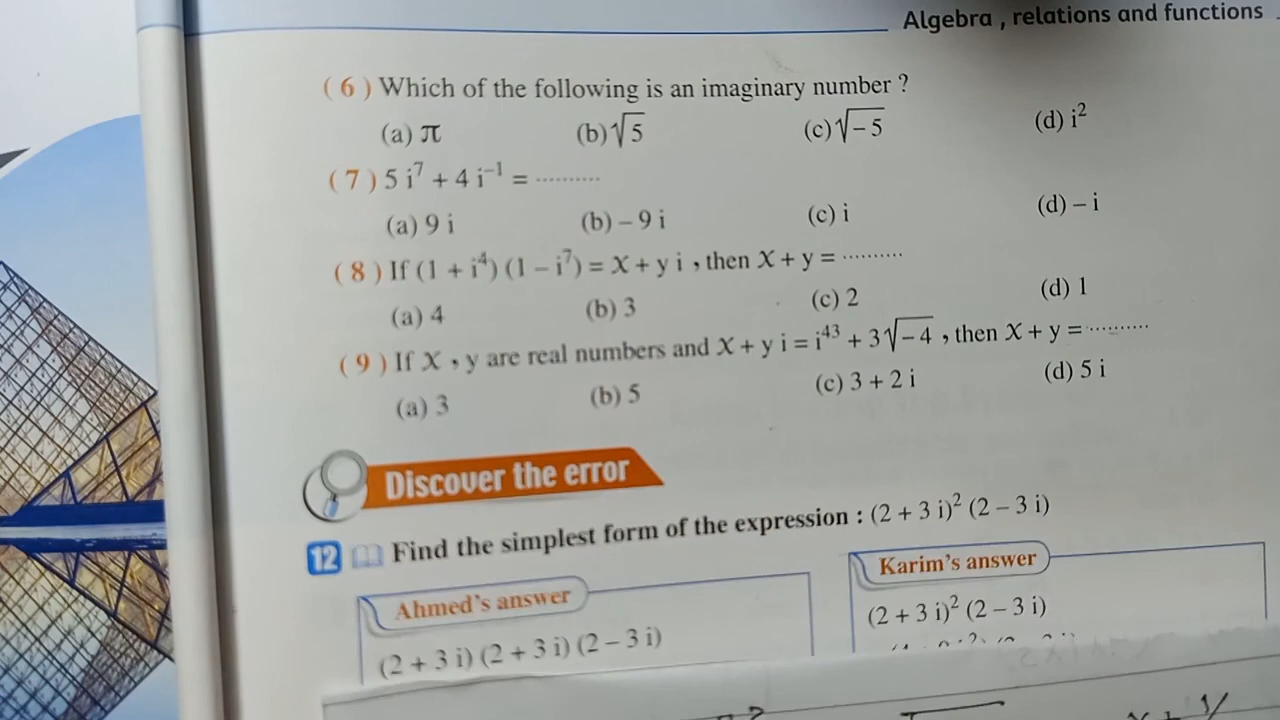 Algebra , relations and functions
( 6 ) Which of the following is an imaginary number ?
(a) π (b) √5 (c) √–5 (d) i²
( 7 ) 5 i⁷ + 4 i⁻¹ = ..........
(a) 9 i (b) – 9 i (c) i (d) – i
( 8 ) If (1 + i⁴) (1 – i⁷) = X + y i , then X + y = ..........
(a) 4 (b) 3 (c) 2 (d) 1
( 9 ) If X , y are real numbers and X + y i = i⁴³ + 3√–4 , then X + y = ..........
(a) 3 (b) 5 (c) 3 + 2 i (d) 5 i
Discover the error
12 Find the simplest form of the expression : (2 + 3 i)² (2 – 3 i)
Ahmed's answer
(2 + 3 i) (2 + 3 i) (2 – 3 i)
Karim's answer
(2 + 3 i)² (2 – 3 i)